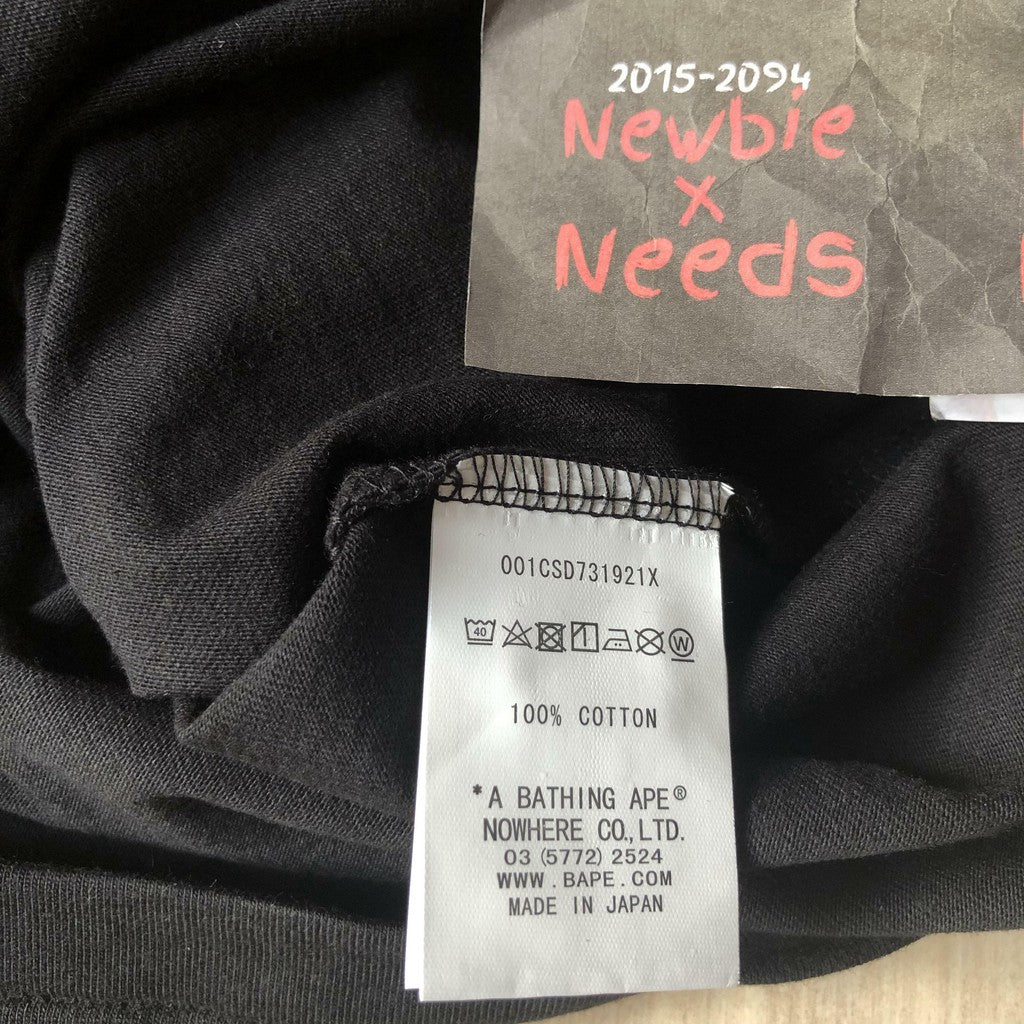 2015-2094
Newbie
x
Needs
001CSD731921X
40
W
100% COTTON
*A BATHING APE®
NOWHERE CO., LTD.
03 (5772) 2524
WWW.BAPE.COM
MADE IN JAPAN